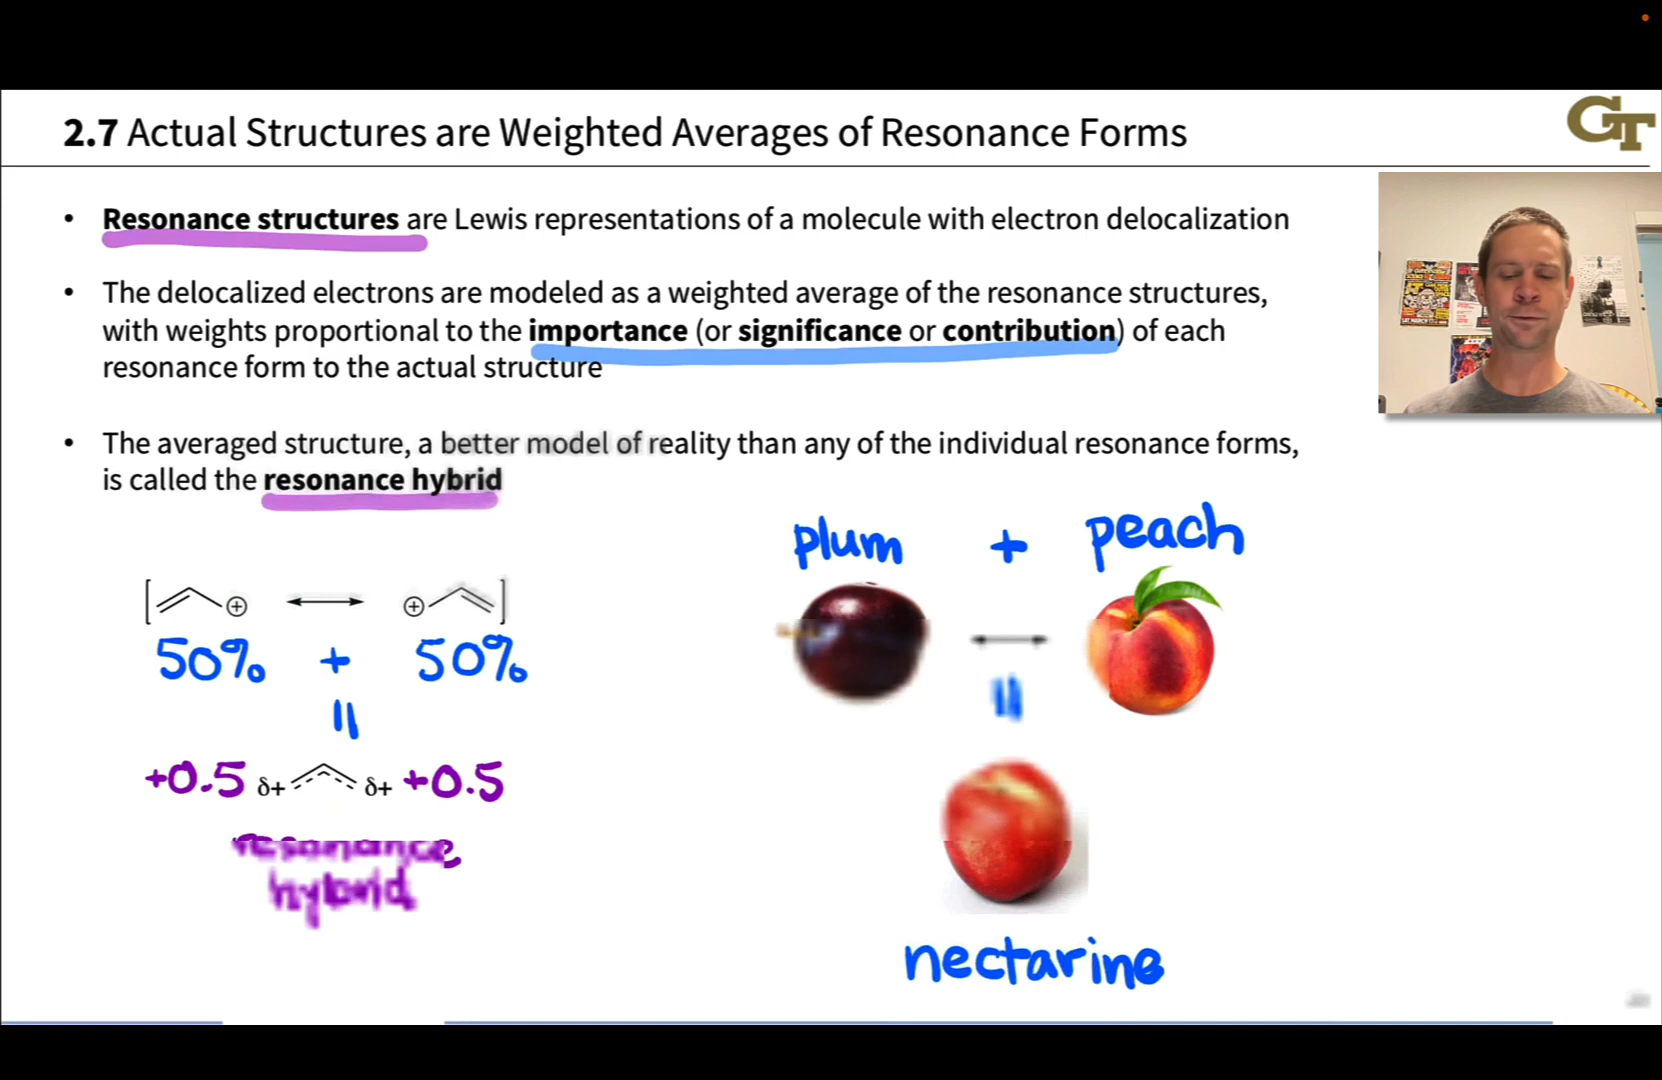 2.7 Actual Structures are Weighted Averages of Resonance Forms
GT
• Resonance structures are Lewis representations of a molecule with electron delocalization
• The delocalized electrons are modeled as a weighted average of the resonance structures,
with weights proportional to the importance (or significance or contribution) of each
resonance form to the actual structure
• The averaged structure, a better model of reality than any of the individual resonance forms,
is called the resonance hybrid
plum + peach
50% + 50%
+0.5 δ+ δ+ +0.5
resonance
hybrid
nectarine